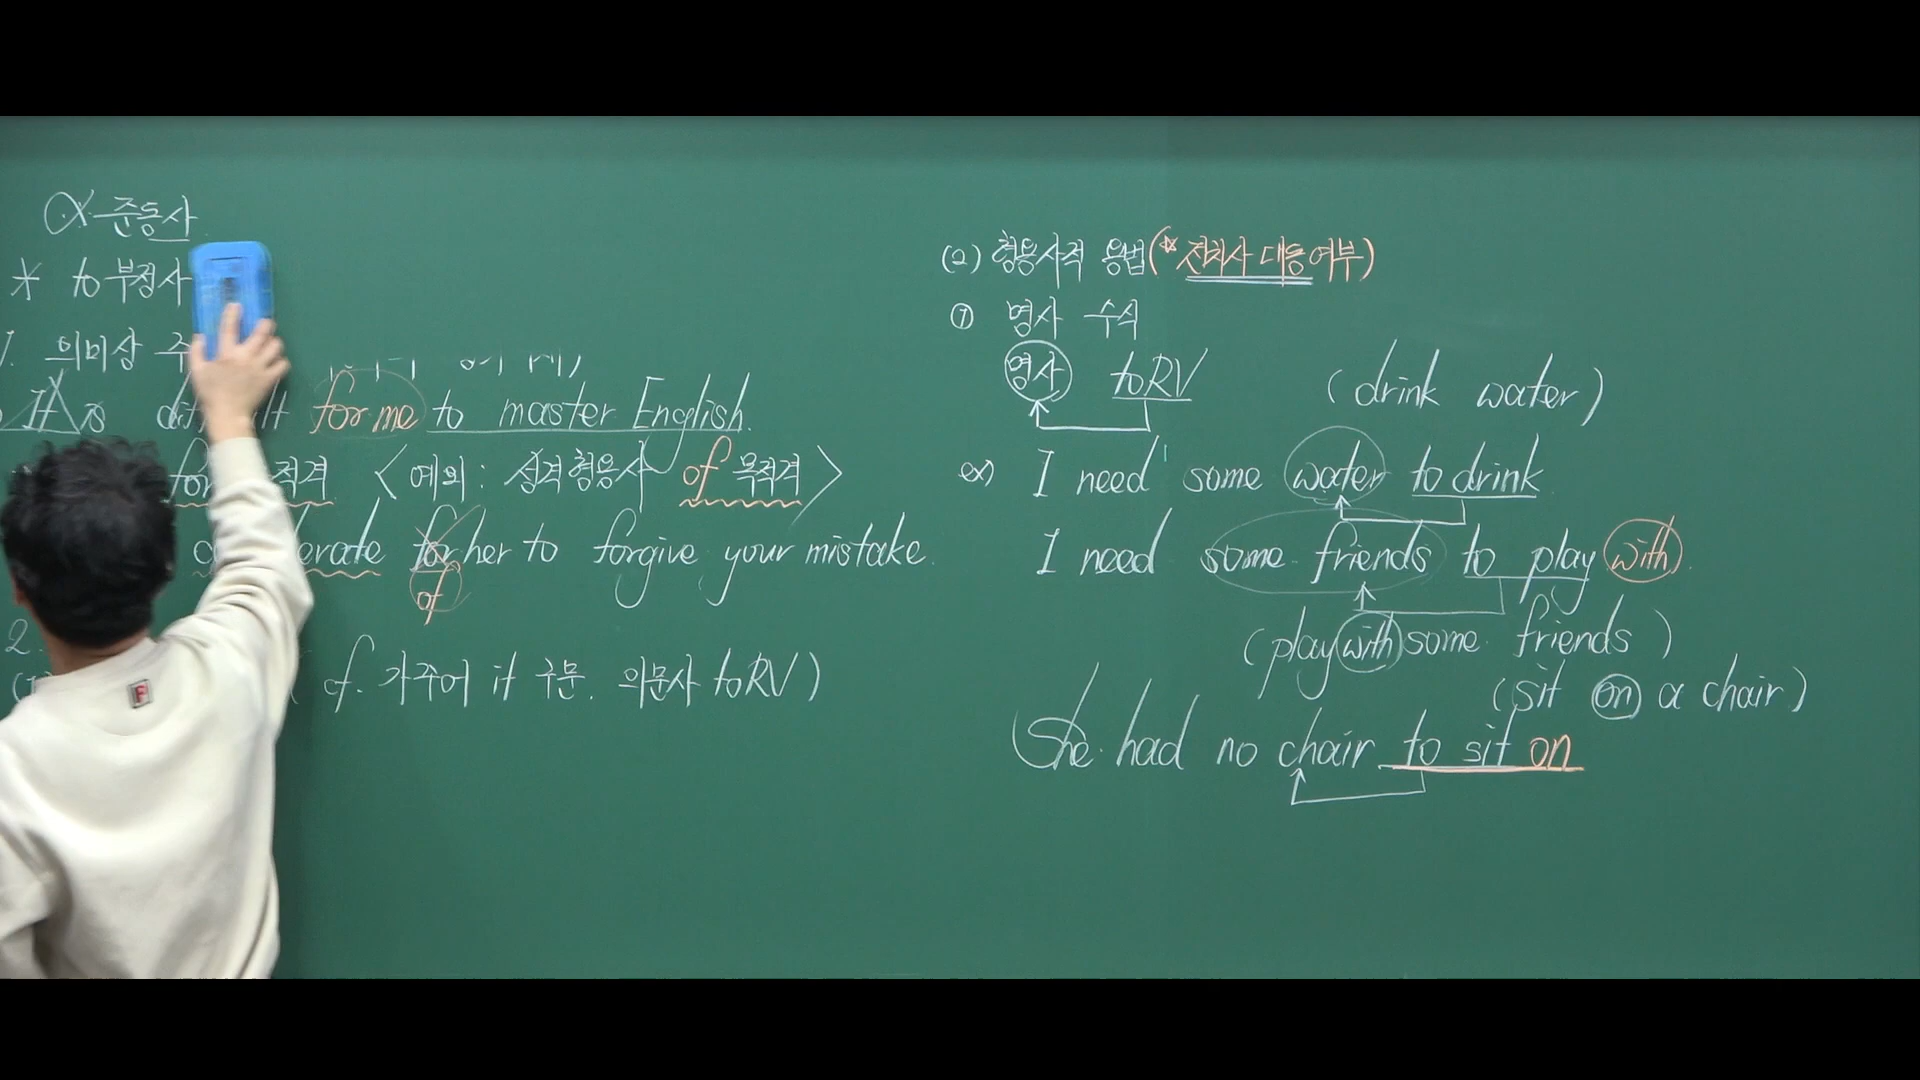 α 준동사
* to부정사
1. 의미상 주
It is for me to master English.
for 적격 <예외: 성격형용사 of 목적격>
erate for her to forgive your mistake.
of
2.
cf. 가주어 it 구문. 의문사 toRV)
(2) 형용사적 용법(* 전치사 대동여부)
① 명사 수식
명사 toRV (drink water)
ex) I need some water to drink
I need some friends to play with.
(play with some friends)
(sit on a chair)
She had no chair to sit on
F